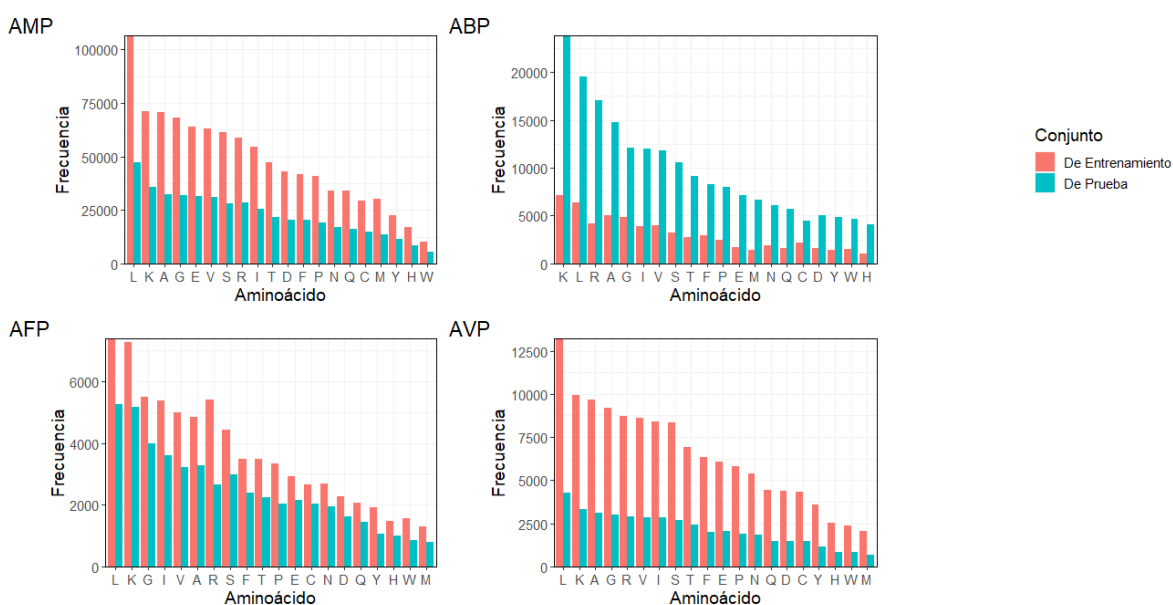 AMP
Frecuencia
100000
75000
50000
25000
0
L K A G E V S R I T D F P N Q C M Y H W
Aminoácido
ABP
Frecuencia
20000
15000
10000
5000
0
K L R A G I V S T F P E M N Q C D Y W H
Aminoácido
Conjunto
De Entrenamiento
De Prueba
AFP
Frecuencia
6000
4000
2000
0
L K G I V A R S F T P E C N D Q Y H W M
Aminoácido
AVP
Frecuencia
12500
10000
7500
5000
2500
0
L K A G R V I S T F E P N Q D C Y H W M
Aminoácido